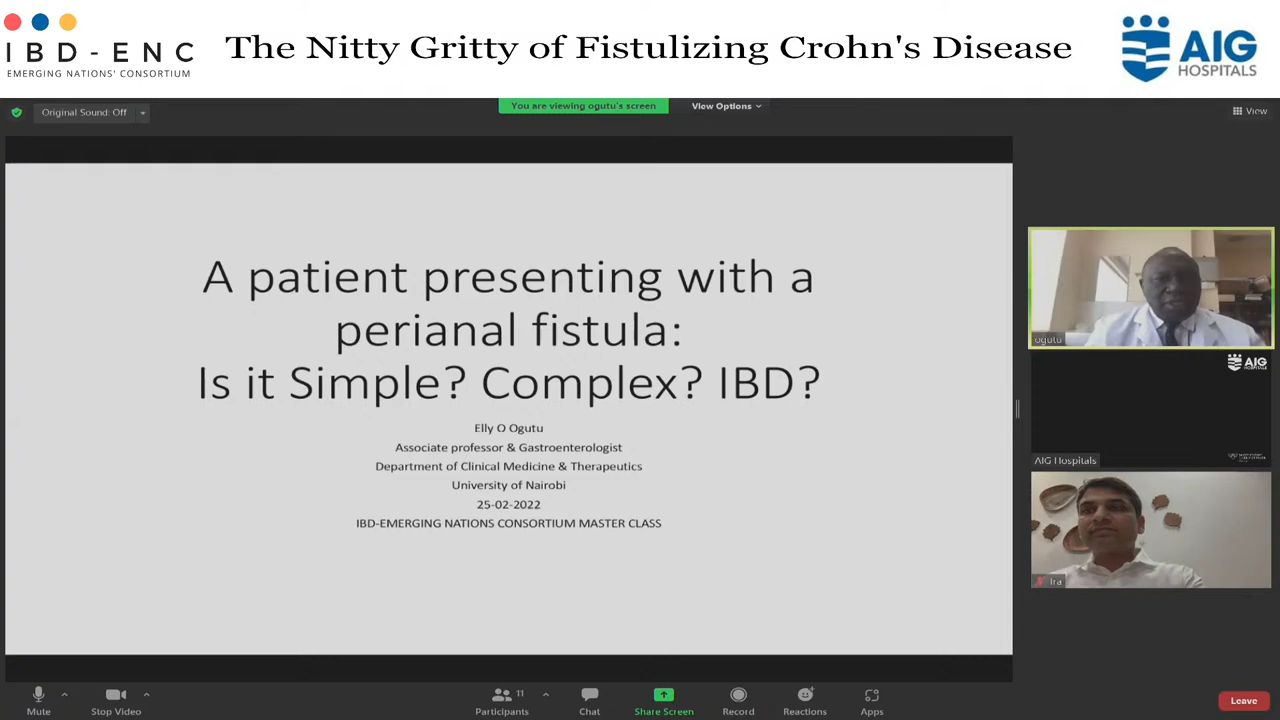 IBD-ENC
EMERGING NATIONS' CONSORTIUM
The Nitty Gritty of Fistulizing Crohn's Disease
AIG
HOSPITALS
Original Sound: Off
You are viewing ogutu's screen
View Options
View
A patient presenting with a
perianal fistula:
Is it Simple? Complex? IBD?
Elly O Ogutu
Associate professor & Gastroenterologist
Department of Clinical Medicine & Therapeutics
University of Nairobi
25-02-2022
IBD-EMERGING NATIONS CONSORTIUM MASTER CLASS
ogutu
AIG
HOSPITALS
AIG Hospitals
Ira
Mute
Stop Video
Participants
11
Chat
Share Screen
Record
Reactions
Apps
Leave